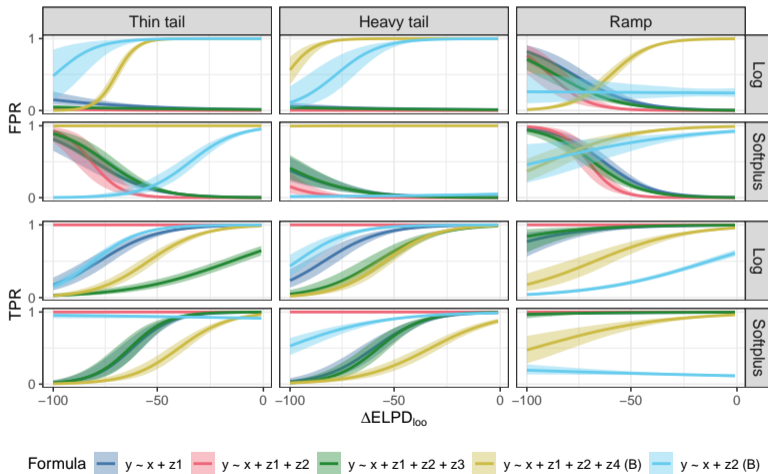 Thin tail Heavy tail Ramp
1
0
FPR
Log
1
0
Softplus
1
0
TPR
Log
1
0
Softplus
−100 −50 0 −100 −50 0 −100 −50 0
ΔELPDloo
Formula y ~ x + z1 y ~ x + z1 + z2 y ~ x + z1 + z2 + z3 y ~ x + z1 + z2 + z4 (B) y ~ x + z2 (B)